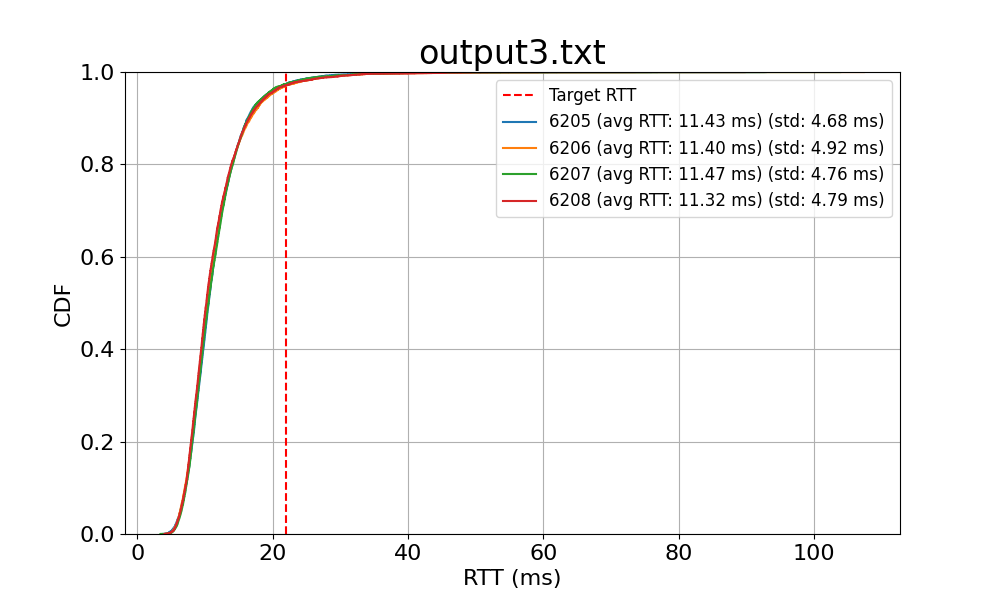 output3.txt
1.0
0.8
0.6
0.4
0.2
0.0
CDF
Target RTT
6205 (avg RTT: 11.43 ms) (std: 4.68 ms)
6206 (avg RTT: 11.40 ms) (std: 4.92 ms)
6207 (avg RTT: 11.47 ms) (std: 4.76 ms)
6208 (avg RTT: 11.32 ms) (std: 4.79 ms)
0 20 40 60 80 100
RTT (ms)